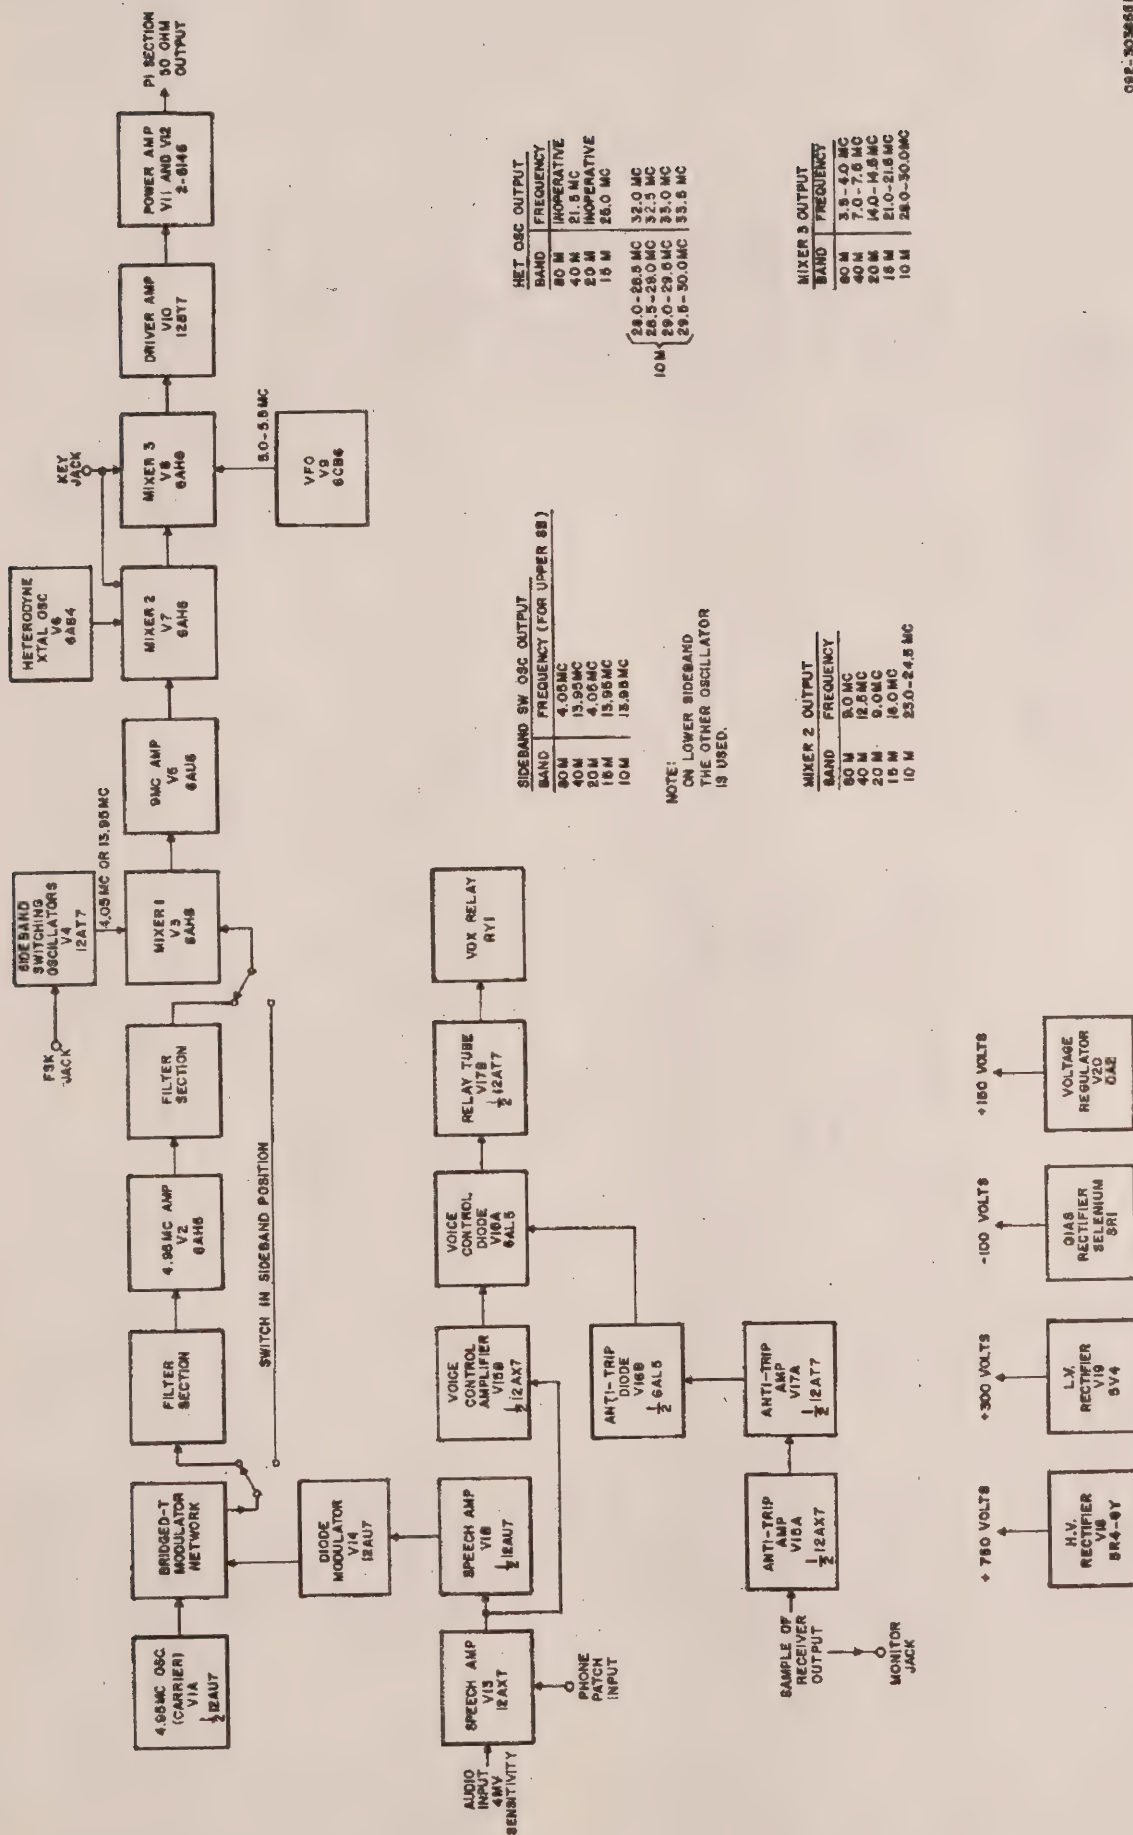 4.95MC OSC.
(CARRIER)
V1A
1/2 12AU7
BRIDGED-T
MODULATOR
NETWORK
FILTER
SECTION
4.95MC AMP
V2
6AH6
FILTER
SECTION
SWITCH IN SIDEBAND POSITION
FSK
JACK
SIDEBAND
SWITCHING
OSCILLATORS
V4
12AT7
4.05MC OR 13.95MC
MIXER 1
V3
6AH6
9MC AMP
V5
6AU6
HETERODYNE
XTAL OSC
V6
6AB4
MIXER 2
V7
6AH6
KEY
JACK
MIXER 3
V8
6AH6
VFO
V9
6CB6
5.0-5.5MC
DRIVER AMP
V10
12BY7
POWER AMP
V11 AND V12
2-6146
PI SECTION
50 OHM
OUTPUT
DIODE
MODULATOR
V14
12AU7
AUDIO
INPUT
4MV
SENSITIVITY
SPEECH AMP
V13
12AX7
PHONE
PATCH
INPUT
SPEECH AMP
V1B
1/2 12AU7
VOICE
CONTROL
AMPLIFIER
V15B
1/2 12AX7
VOICE
CONTROL
DIODE
V16A
6AL5
RELAY TUBE
V17B
1/2 12AT7
VOX RELAY
RY1
ANTI-TRIP
DIODE
V16B
1/2 6AL5
SAMPLE OF
RECEIVER
OUTPUT
MONITOR
JACK
ANTI-TRIP
AMP
V15A
1/2 12AX7
ANTI-TRIP
AMP
V17A
1/2 12AT7
SIDEBAND SW OSC OUTPUT
BAND FREQUENCY (FOR UPPER SB)
80 M 4.05MC
40 M 13.95MC
20 M 4.05MC
15 M 13.95MC
10 M 13.95MC
NOTE:
ON LOWER SIDEBAND
THE OTHER OSCILLATOR
IS USED.
HET OSC OUTPUT
BAND FREQUENCY
80 M INOPERATIVE
40 M 21.5 MC
20 M INOPERATIVE
15 M 25.0 MC
10 M
28.0-28.5MC 32.0 MC
28.5-29.0MC 32.5 MC
29.0-29.5MC 33.0 MC
29.5-30.0MC 33.5 MC
MIXER 2 OUTPUT
BAND FREQUENCY
80 M 9.0 MC
40 M 12.5MC
20 M 9.0MC
15 M 16.0MC
10 M 23.0-24.5 MC
MIXER 3 OUTPUT
BAND FREQUENCY
80 M 3.5-4.0 MC
40 M 7.0-7.5 MC
20 M 14.0-14.5MC
15 M 21.0-21.5MC
10 M 28.0-30.0MC
+ 750 VOLTS
H.V.
RECTIFIER
V18
5R4-GY
+300 VOLTS
L.V.
RECTIFIER
V19
5V4
-100 VOLTS
BIAS
RECTIFIER
SELENIUM
SR1
+150 VOLTS
VOLTAGE
REGULATOR
V20
OA2